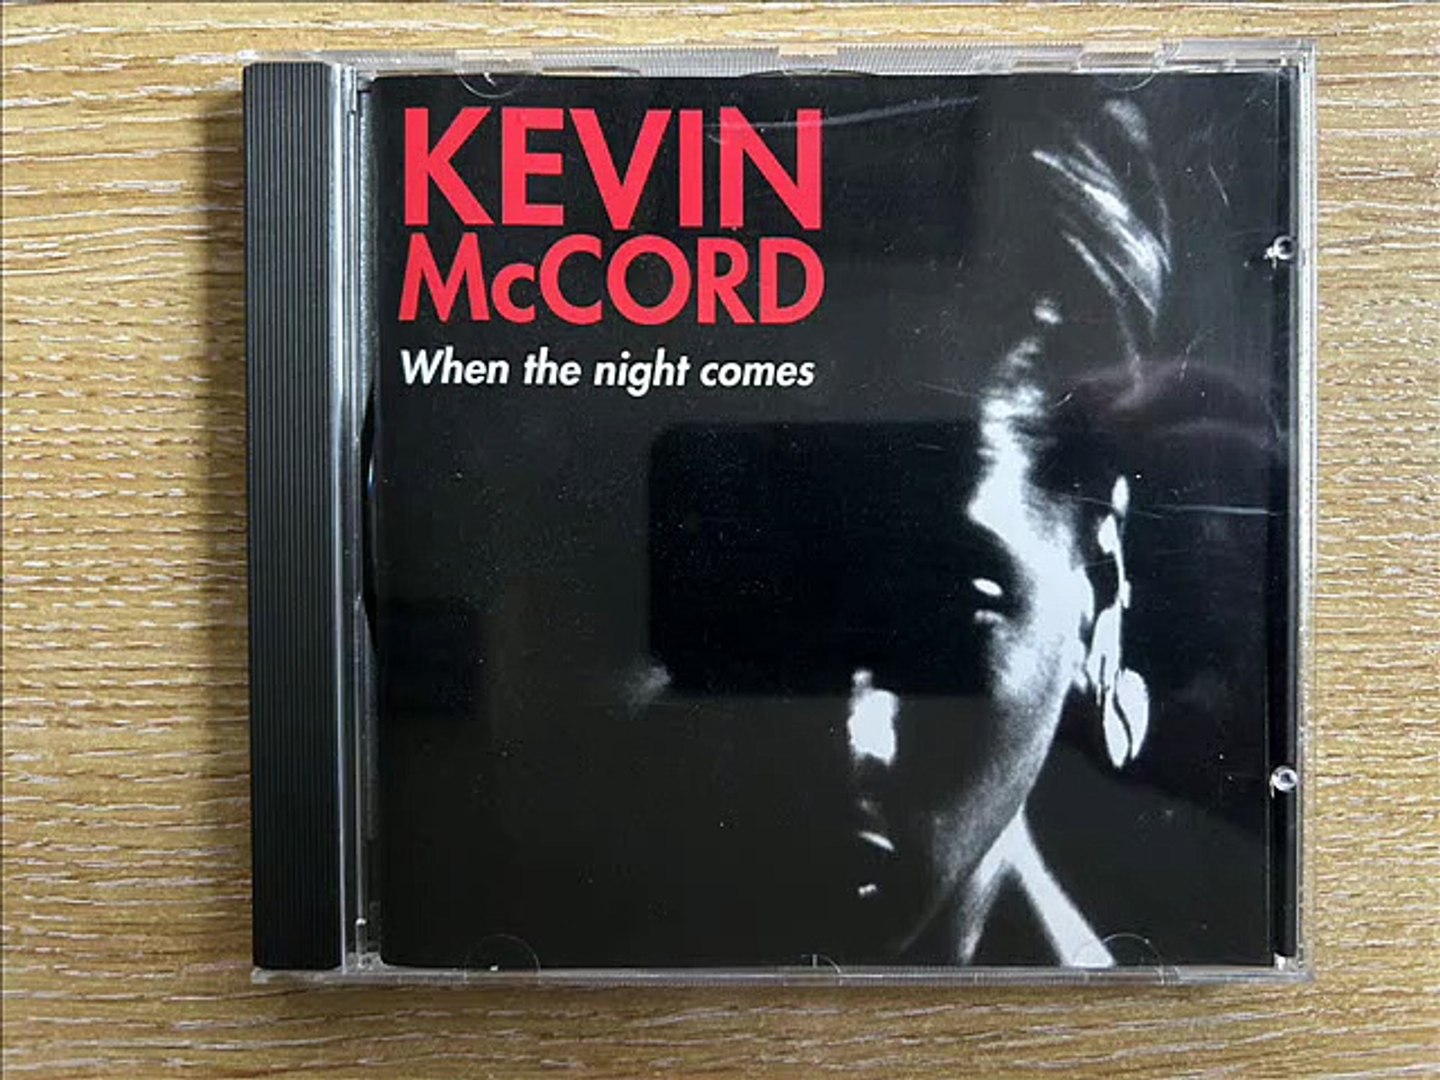 KEVIN
McCORD
When the night comes